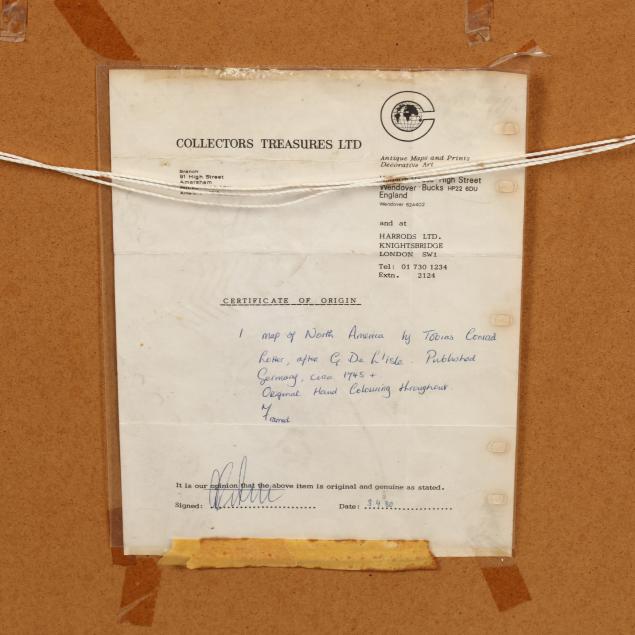 COLLECTORS TREASURES LTD
Antique Maps and Prints
Decorative Art
Branch
91 High Street
Amersham
High Street
Wendover Bucks HP22 6DU
England
Wendover 624402
and at
HARRODS LTD.
KNIGHTSBRIDGE
LONDON SW1
Tel: 01 730 1234
Extn. 2124
CERTIFICATE OF ORIGIN
1 map of North America by Tobias Conrad
Lotter, after G De L'isle. Published
Germany, circa 1745 +
Original Hand Colouring throughout.
Framed
It is our opinion that the above item is original and genuine as stated.
Signed: Date: